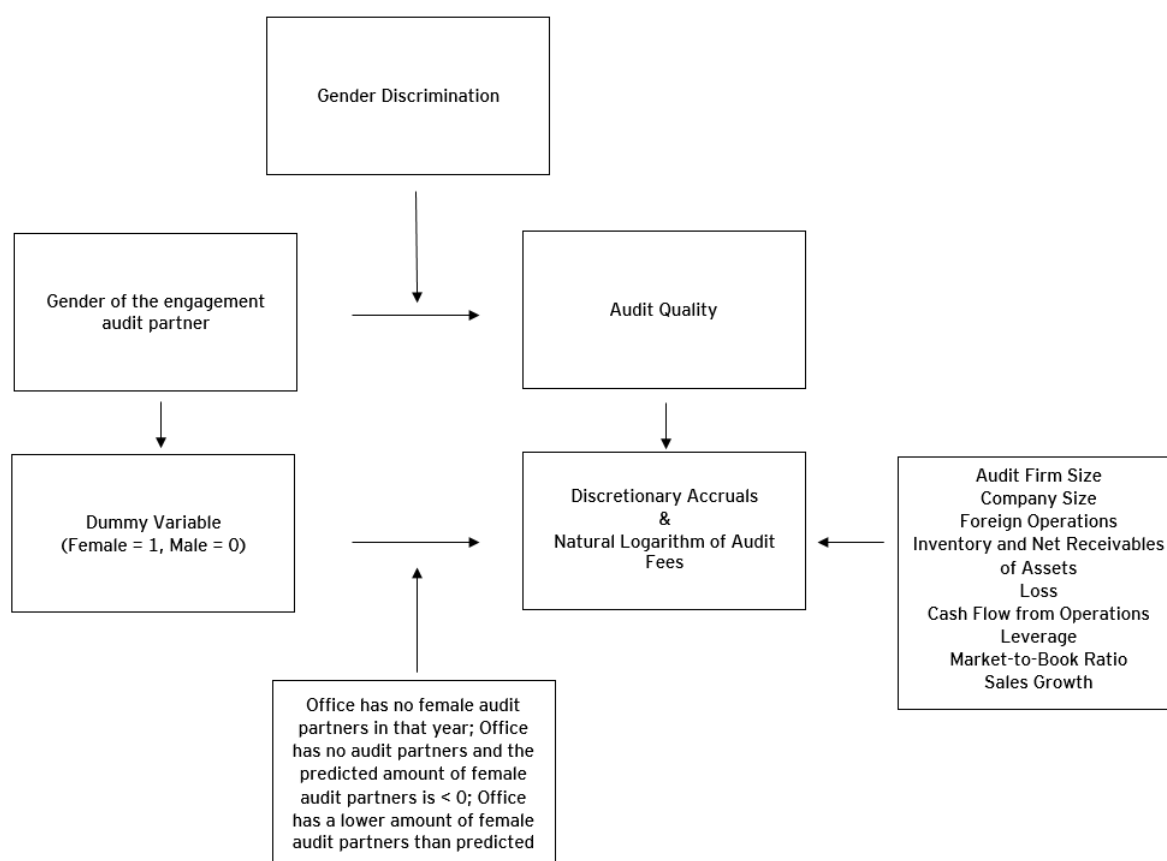 Gender Discrimination
Gender of the engagement
audit partner
Audit Quality
Dummy Variable
(Female = 1, Male = 0)
Discretionary Accruals
&
Natural Logarithm of Audit
Fees
Audit Firm Size
Company Size
Foreign Operations
Inventory and Net Receivables
of Assets
Loss
Cash Flow from Operations
Leverage
Market-to-Book Ratio
Sales Growth
Office has no female audit
partners in that year; Office
has no audit partners and the
predicted amount of female
audit partners is < 0; Office
has a lower amount of female
audit partners than predicted